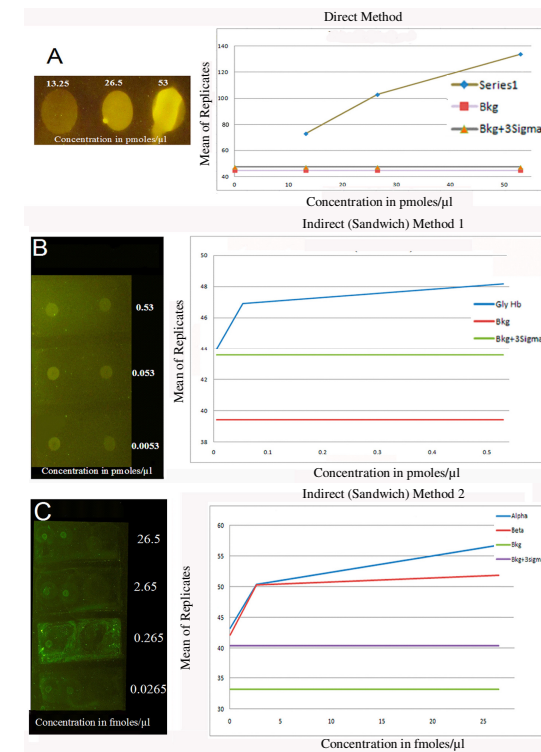 Direct Method
A
13.25 26.5 53
Concentration in pmoles/µl
Mean of Replicates
140
120
100
80
60
40
0 10 20 30 40 50
Series1
Bkg
Bkg+3Sigma
Concentration in pmoles/µl
Indirect (Sandwich) Method 1
B
0.53
0.053
0.0053
Concentration in pmoles/µl
Mean of Replicates
50
48
46
44
42
40
38
0 0.1 0.2 0.3 0.4 0.5
Gly Hb
Bkg
Bkg+3Sigma
Concentration in pmoles/µl
Indirect (Sandwich) Method 2
C
26.5
2.65
0.265
0.0265
Concentration in fmoles/µl
Mean of Replicates
60
55
50
45
40
35
30
0 5 10 15 20 25
Alpha
Beta
Bkg
Bkg+3sigm
Concentration in fmoles/µl